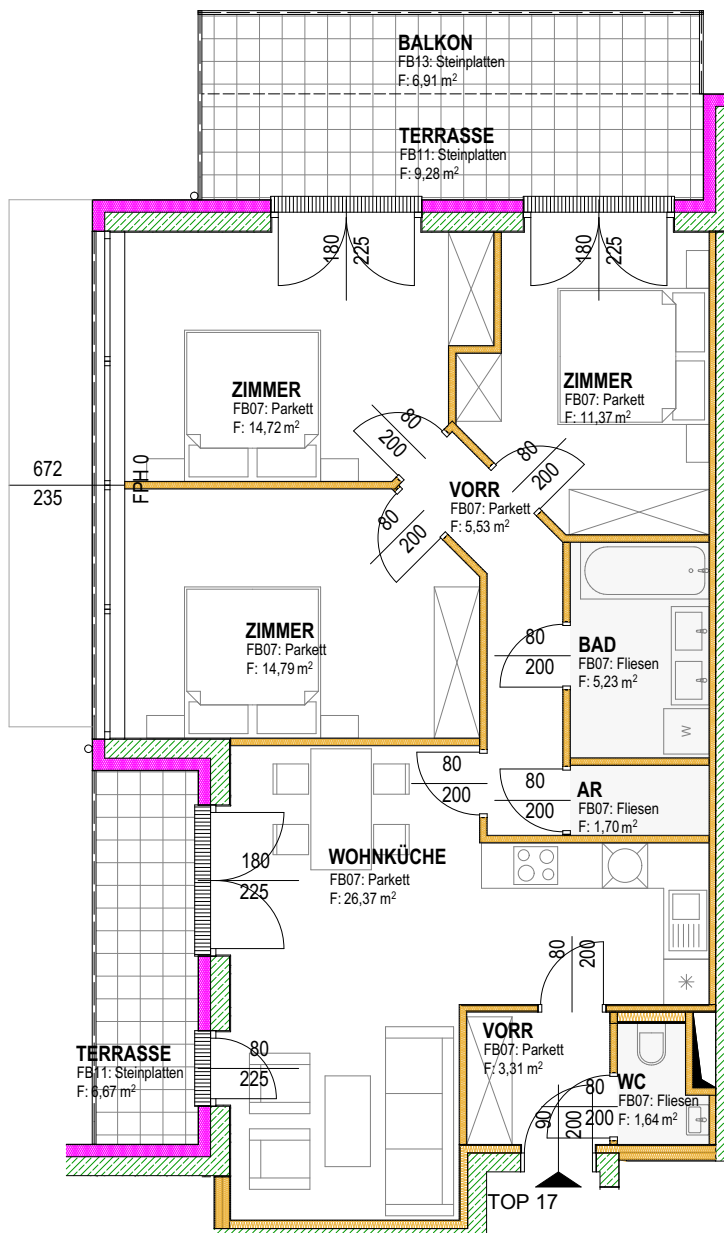 BALKON
FB13: Steinplatten
F: 6,91 m²
TERRASSE
FB11: Steinplatten
F: 9,28 m²
180
225
180
225
ZIMMER
FB07: Parkett
F: 14,72 m²
ZIMMER
FB07: Parkett
F: 11,37 m²
80
200
80
200
672
235
FPH 0
VORR
FB07: Parkett
F: 5,53 m²
80
200
ZIMMER
FB07: Parkett
F: 14,79 m²
80
200
BAD
FB07: Fliesen
F: 5,23 m²
W
80
200
80
200
AR
FB07: Fliesen
F: 1,70 m²
WOHNKÜCHE
FB07: Parkett
F: 26,37 m²
180
225
80
200
VORR
FB07: Parkett
F: 3,31 m²
TERRASSE
FB11: Steinplatten
F: 6,67 m²
80
225
WC
FB07: Fliesen
F: 1,64 m²
80
200
90
200
TOP 17